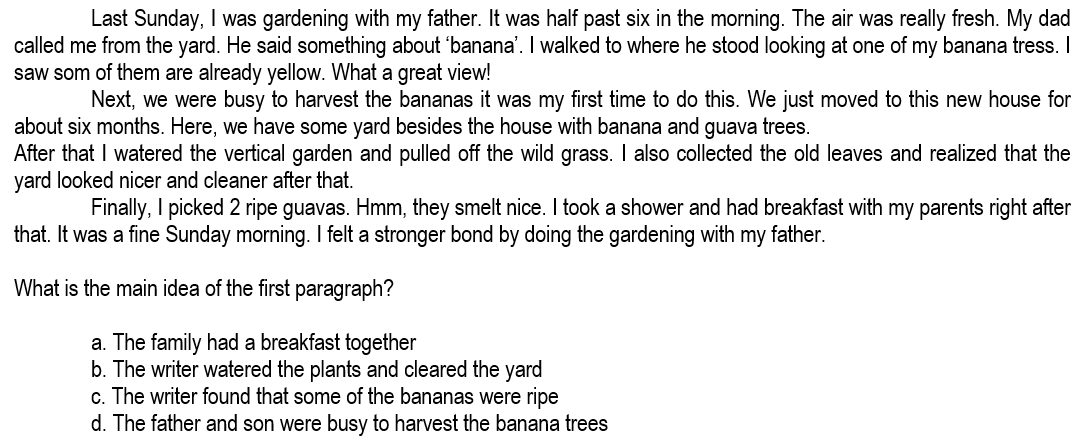 Last Sunday, I was gardening with my father. It was half past six in the morning. The air was really fresh. My dad
called me from the yard. He said something about ‘banana’. I walked to where he stood looking at one of my banana tress. I
saw som of them are already yellow. What a great view!
Next, we were busy to harvest the bananas it was my first time to do this. We just moved to this new house for
about six months. Here, we have some yard besides the house with banana and guava trees.
After that I watered the vertical garden and pulled off the wild grass. I also collected the old leaves and realized that the
yard looked nicer and cleaner after that.
Finally, I picked 2 ripe guavas. Hmm, they smelt nice. I took a shower and had breakfast with my parents right after
that. It was a fine Sunday morning. I felt a stronger bond by doing the gardening with my father.
What is the main idea of the first paragraph?
a. The family had a breakfast together
b. The writer watered the plants and cleared the yard
c. The writer found that some of the bananas were ripe
d. The father and son were busy to harvest the banana trees